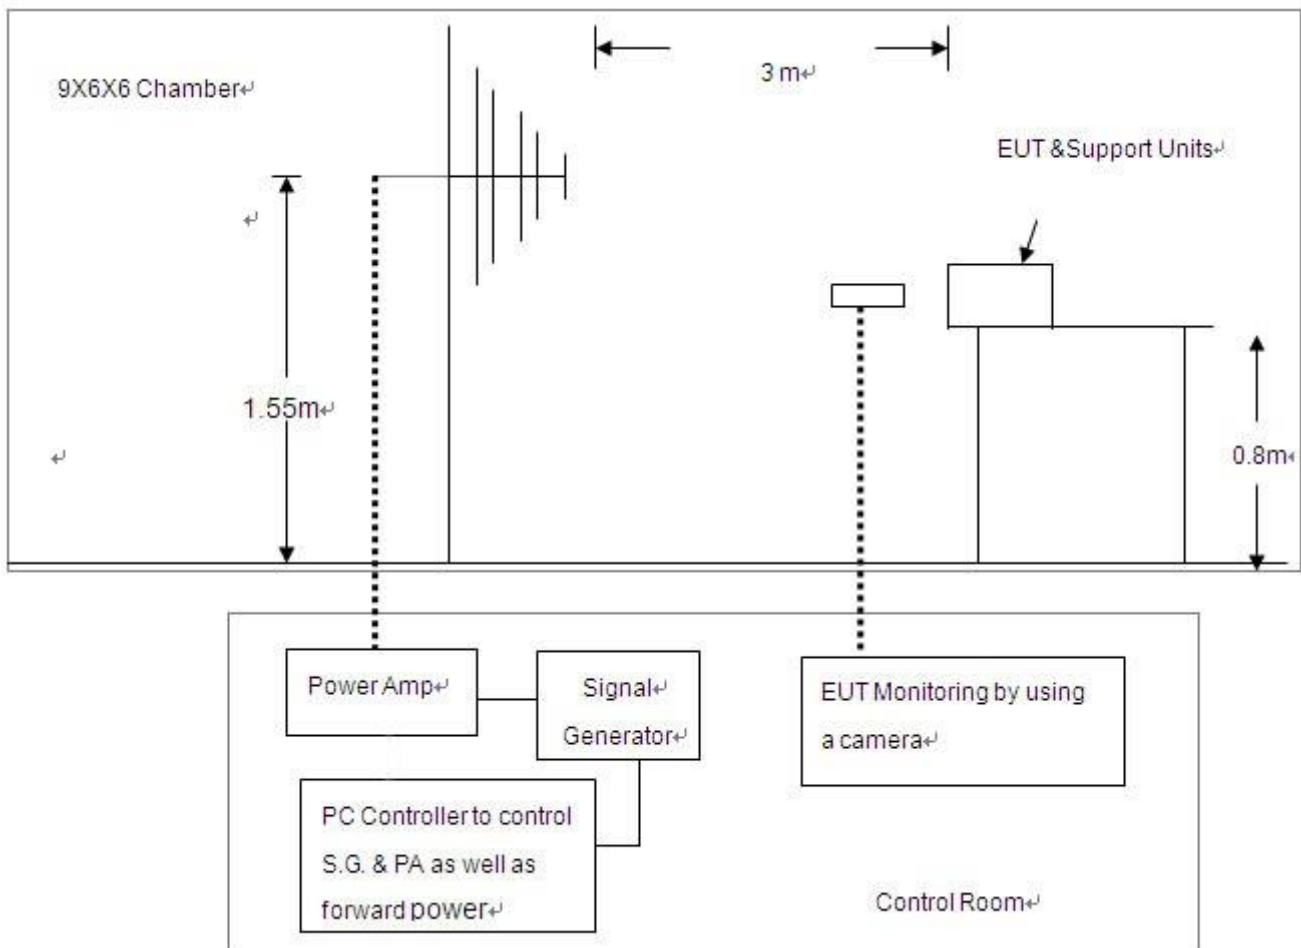 3 m↵
9X6X6 Chamber↵
EUT &Support Units↵
↵
1.55m↵
↵
0.8m
Power Amp↵
Signal↵
Generator↵
EUT Monitoring by using
a camera↵
PC Controller to control
S.G. & PA as well as
forward power↵
Control Room↵